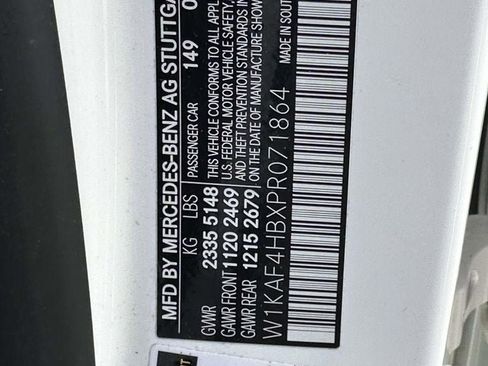 MFD BY MERCEDES-BENZ AG STUTTGA
KG LBS PASSENGER CAR 149 0
GVWR 2335 5148 THIS VEHICLE CONFORMS TO ALL APPL
GAWR FRONT 1120 2469 U.S. FEDERAL MOTOR VEHICLE SAFETY,
GAWR REAR 1215 2679 AND THEFT PREVENTION STANDARDS IN
ON THE DATE OF MANUFACTURE SHOW
W1KAF4HBXPR071864 MADE IN SOUT